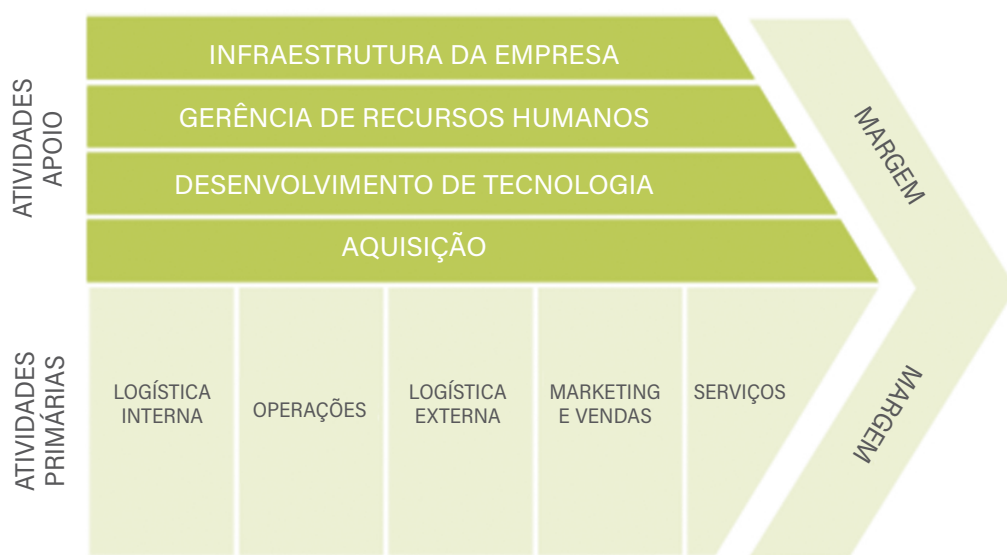 ATIVIDADES
APOIO
INFRAESTRUTURA DA EMPRESA
GERÊNCIA DE RECURSOS HUMANOS
DESENVOLVIMENTO DE TECNOLOGIA
AQUISIÇÃO
MARGEM
ATIVIDADES
PRIMÁRIAS
LOGÍSTICA
INTERNA
OPERAÇÕES
LOGÍSTICA
EXTERNA
MARKETING
E VENDAS
SERVIÇOS
MARGEM